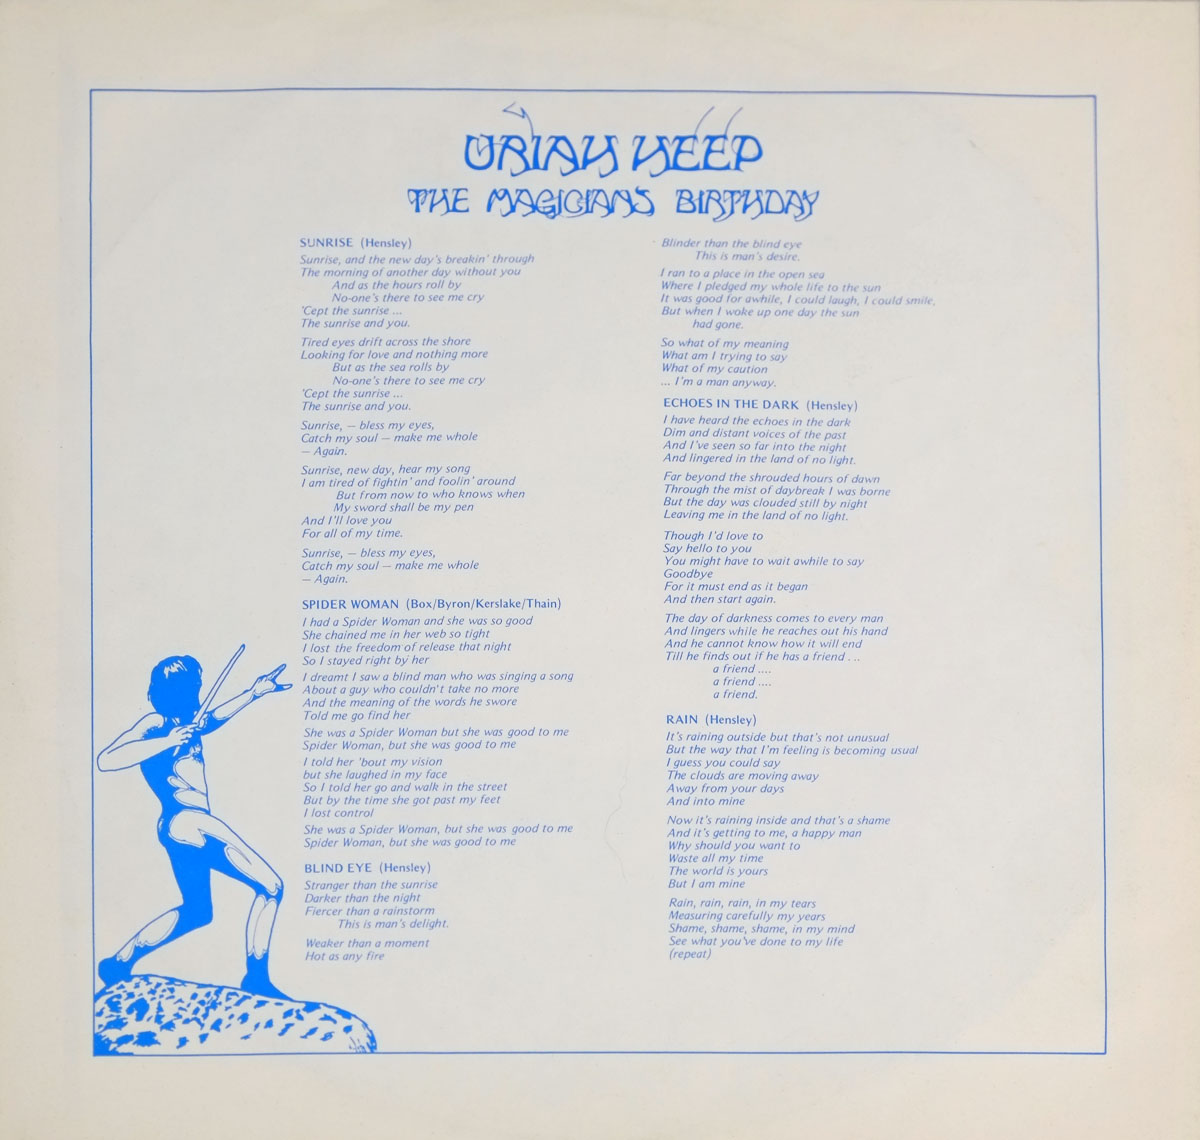 URIAH HEEP
THE MAGICIAN'S BIRTHDAY
SUNRISE (Hensley)
Sunrise, and the new day's breakin' through
The morning of another day without you
And as the hours roll by
No-one's there to see me cry
'Cept the sunrise ...
The sunrise and you.
Tired eyes drift across the shore
Looking for love and nothing more
But as the sea rolls by
No-one's there to see me cry
'Cept the sunrise ...
The sunrise and you.
Sunrise, — bless my eyes,
Catch my soul — make me whole
— Again.
Sunrise, new day, hear my song
I am tired of fightin' and foolin' around
But from now to who knows when
My sword shall be my pen
And I'll love you
For all of my time.
Sunrise, — bless my eyes,
Catch my soul — make me whole
— Again.
SPIDER WOMAN (Box/Byron/Kerslake/Thain)
I had a Spider Woman and she was so good
She chained me in her web so tight
I lost the freedom of release that night
So I stayed right by her
I dreamt I saw a blind man who was singing a song
About a guy who couldn't take no more
And the meaning of the words he swore
Told me go find her
She was a Spider Woman but she was good to me
Spider Woman, but she was good to me
I told her 'bout my vision
but she laughed in my face
So I told her go and walk in the street
But by the time she got past my feet
I lost control
She was a Spider Woman, but she was good to me
Spider Woman, but she was good to me
BLIND EYE (Hensley)
Stranger than the sunrise
Darker than the night
Fiercer than a rainstorm
This is man's delight.
Weaker than a moment
Hot as any fire
Blinder than the blind eye
This is man's desire.
I ran to a place in the open sea
Where I pledged my whole life to the sun
It was good for awhile, I could laugh, I could smile,
But when I woke up one day the sun
had gone.
So what of my meaning
What am I trying to say
What of my caution
... I'm a man anyway.
ECHOES IN THE DARK (Hensley)
I have heard the echoes in the dark
Dim and distant voices of the past
And I've seen so far into the night
And lingered in the land of no light.
Far beyond the shrouded hours of dawn
Through the mist of daybreak I was borne
But the day was clouded still by night
Leaving me in the land of no light.
Though I'd love to
Say hello to you
You might have to wait awhile to say
Goodbye
For it must end as it began
And then start again.
The day of darkness comes to every man
And lingers while he reaches out his hand
And he cannot know how it will end
Till he finds out if he has a friend ...
a friend ....
a friend ....
a friend.
RAIN (Hensley)
It's raining outside but that's not unusual
But the way that I'm feeling is becoming usual
I guess you could say
The clouds are moving away
Away from your days
And into mine
Now it's raining inside and that's a shame
And it's getting to me, a happy man
Why should you want to
Waste all my time
The world is yours
But I am mine
Rain, rain, rain, in my tears
Measuring carefully my years
Shame, shame, shame, in my mind
See what you've done to my life
(repeat)